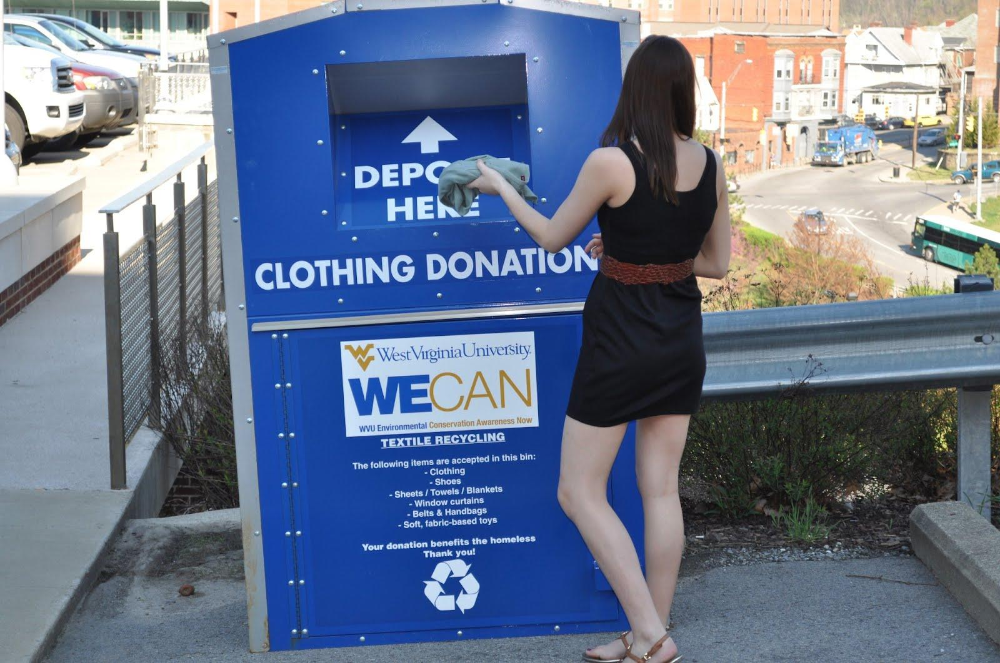 DEPOSIT
HERE
CLOTHING DONATION
WV West Virginia University.
WECAN
WVU Environmental Conservation Awareness Now
TEXTILE RECYCLING
The following items are accepted in this bin:
- Clothing
- Shoes
- Sheets / Towels / Blankets
- Window curtains
- Belts & Handbags
- Soft, fabric-based toys
Your donation benefits the homeless
Thank you!